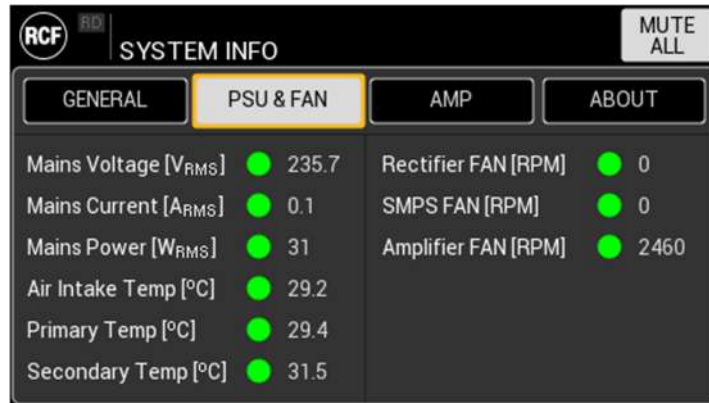 RCF RD
SYSTEM INFO
MUTE
ALL
GENERAL PSU & FAN AMP ABOUT
Mains Voltage [VRMS] 235.7
Mains Current [ARMS] 0.1
Mains Power [WRMS] 31
Air Intake Temp [ºC] 29.2
Primary Temp [ºC] 29.4
Secondary Temp [ºC] 31.5
Rectifier FAN [RPM] 0
SMPS FAN [RPM] 0
Amplifier FAN [RPM] 2460